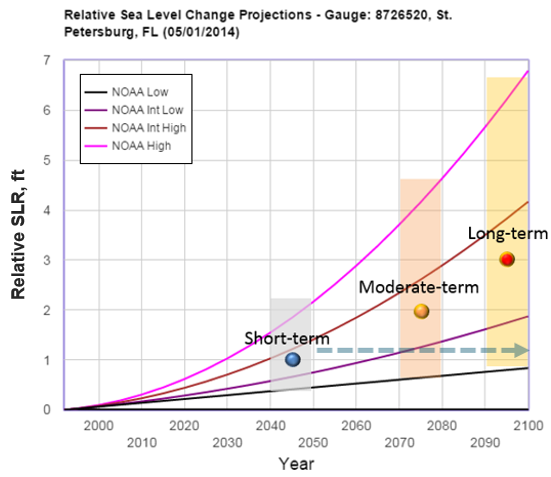 Relative Sea Level Change Projections - Gauge: 8726520, St.
Petersburg, FL (05/01/2014)
7
6
5
4
3
2
1
0
Relative SLR, ft
NOAA Low
NOAA Int Low
NOAA Int High
NOAA High
Long-term
Moderate-term
Short-term
2000 2020 2040 2060 2080 2100
2010 2030 2050 2070 2090
Year